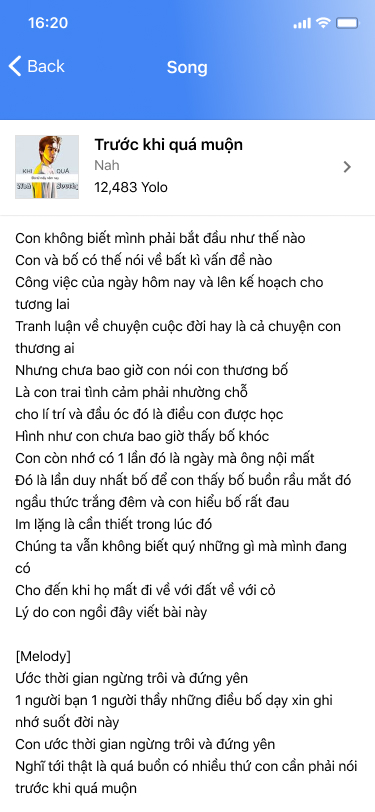 16:20
Back
Song
Trước khi quá muộn
Nah
12,483 Yolo
KHI QUÁ
Con không biết mình phải bắt đầu như thế nào
Con và bố có thể nói về bất kì vấn đề nào
Công việc của ngày hôm nay và lên kế hoạch cho
tương lai
Tranh luận về chuyện cuộc đời hay là cả chuyện con
thương ai
Nhưng chưa bao giờ con nói con thương bố
Là con trai tình cảm phải nhường chỗ
cho lí trí và đầu óc đó là điều con được học
Hình như con chưa bao giờ thấy bố khóc
Con còn nhớ có 1 lần đó là ngày mà ông nội mất
Đó là lần duy nhất bố để con thấy bố buồn rầu mắt đỏ
ngầu thức trắng đêm và con hiểu bố rất đau
Im lặng là cần thiết trong lúc đó
Chúng ta vẫn không biết quý những gì mà mình đang
có
Cho đến khi họ mất đi về với đất về với cỏ
Lý do con ngồi đây viết bài này
[Melody]
Ước thời gian ngừng trôi và đứng yên
1 người bạn 1 người thầy những điều bố dạy xin ghi
nhớ suốt đời này
Con ước thời gian ngừng trôi và đứng yên
Nghĩ tới thật là quá buồn có nhiều thứ con cần phải nói
trước khi quá muộn